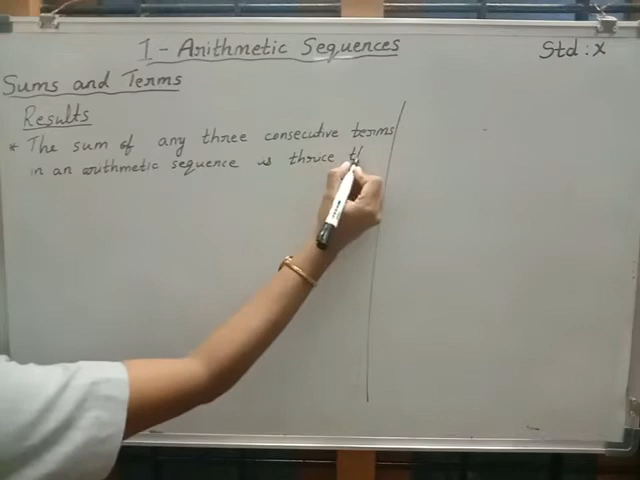 I - Arithmetic Sequences
Std : X
Sums and Terms
Results
* The sum of any three consecutive terms
in an arithmetic sequence is thrice t